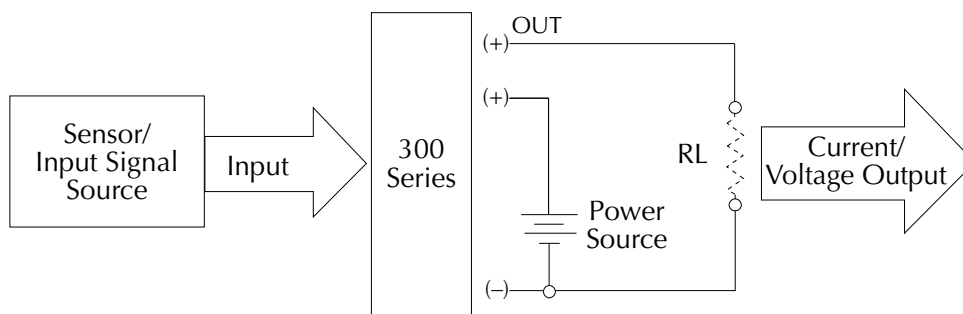 Sensor/
Input Signal
Source
Input
300
Series
(+)
OUT
(+)
(−)
Power
Source
RL
Current/
Voltage Output